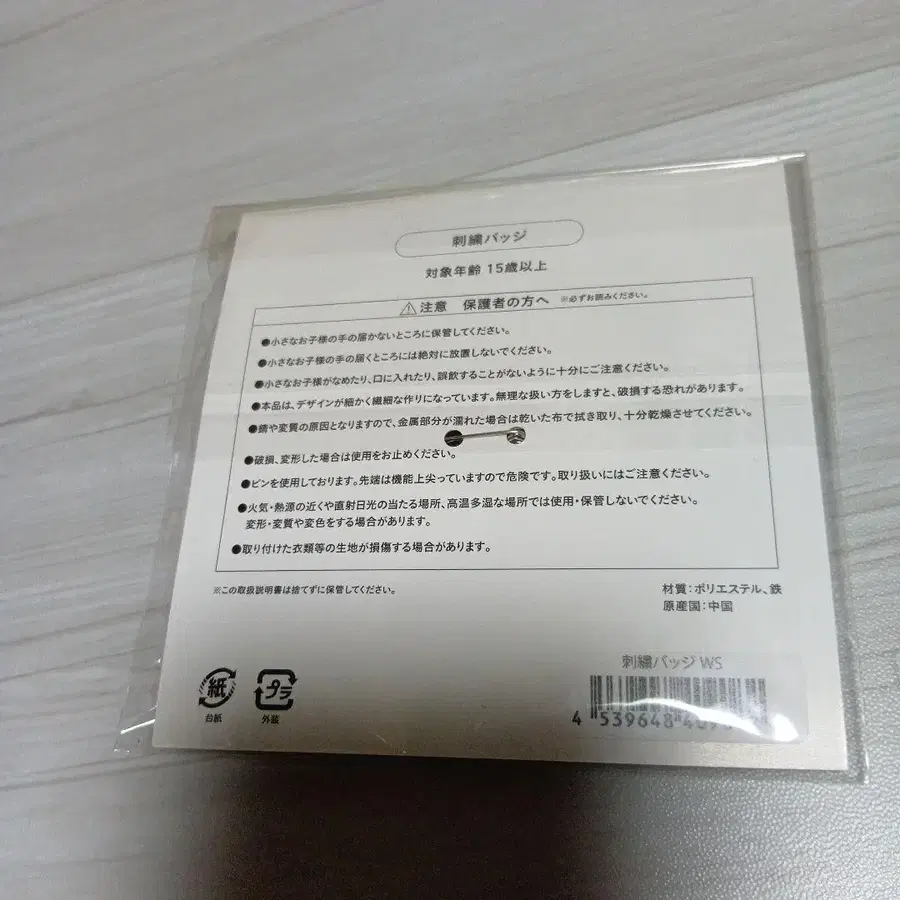 刺繍バッジ
対象年齢 15歳以上
⚠注意 保護者の方へ ※必ずお読みください。
●小さなお子様の手の届かないところに保管してください。
●小さなお子様の手の届くところには絶対に放置しないでください。
●小さなお子様がなめたり、口に入れたり、誤飲することがないように十分にご注意ください。
●本品は、デザインが細かく繊細な作りになっています。無理な扱い方をしますと、破損する恐れがあります。
●錆や変質の原因となりますので、金属部分が濡れた場合は乾いた布で拭き取り、十分乾燥させてください。
●破損、変形した場合は使用をお止めください。
●ピンを使用しております。先端は機能上尖っていますので危険です。取り扱いにはご注意ください。
●火気・熱源の近くや直射日光の当たる場所、高温多湿な場所では使用・保管しないでください。
変形・変質や変色をする場合があります。
●取り付けた衣類等の生地が損傷する場合があります。
※この取扱説明書は捨てずに保管してください。
材質：ポリエステル、鉄
原産国：中国
紙
台紙
プラ
外装
刺繍バッジ WS
4 539648